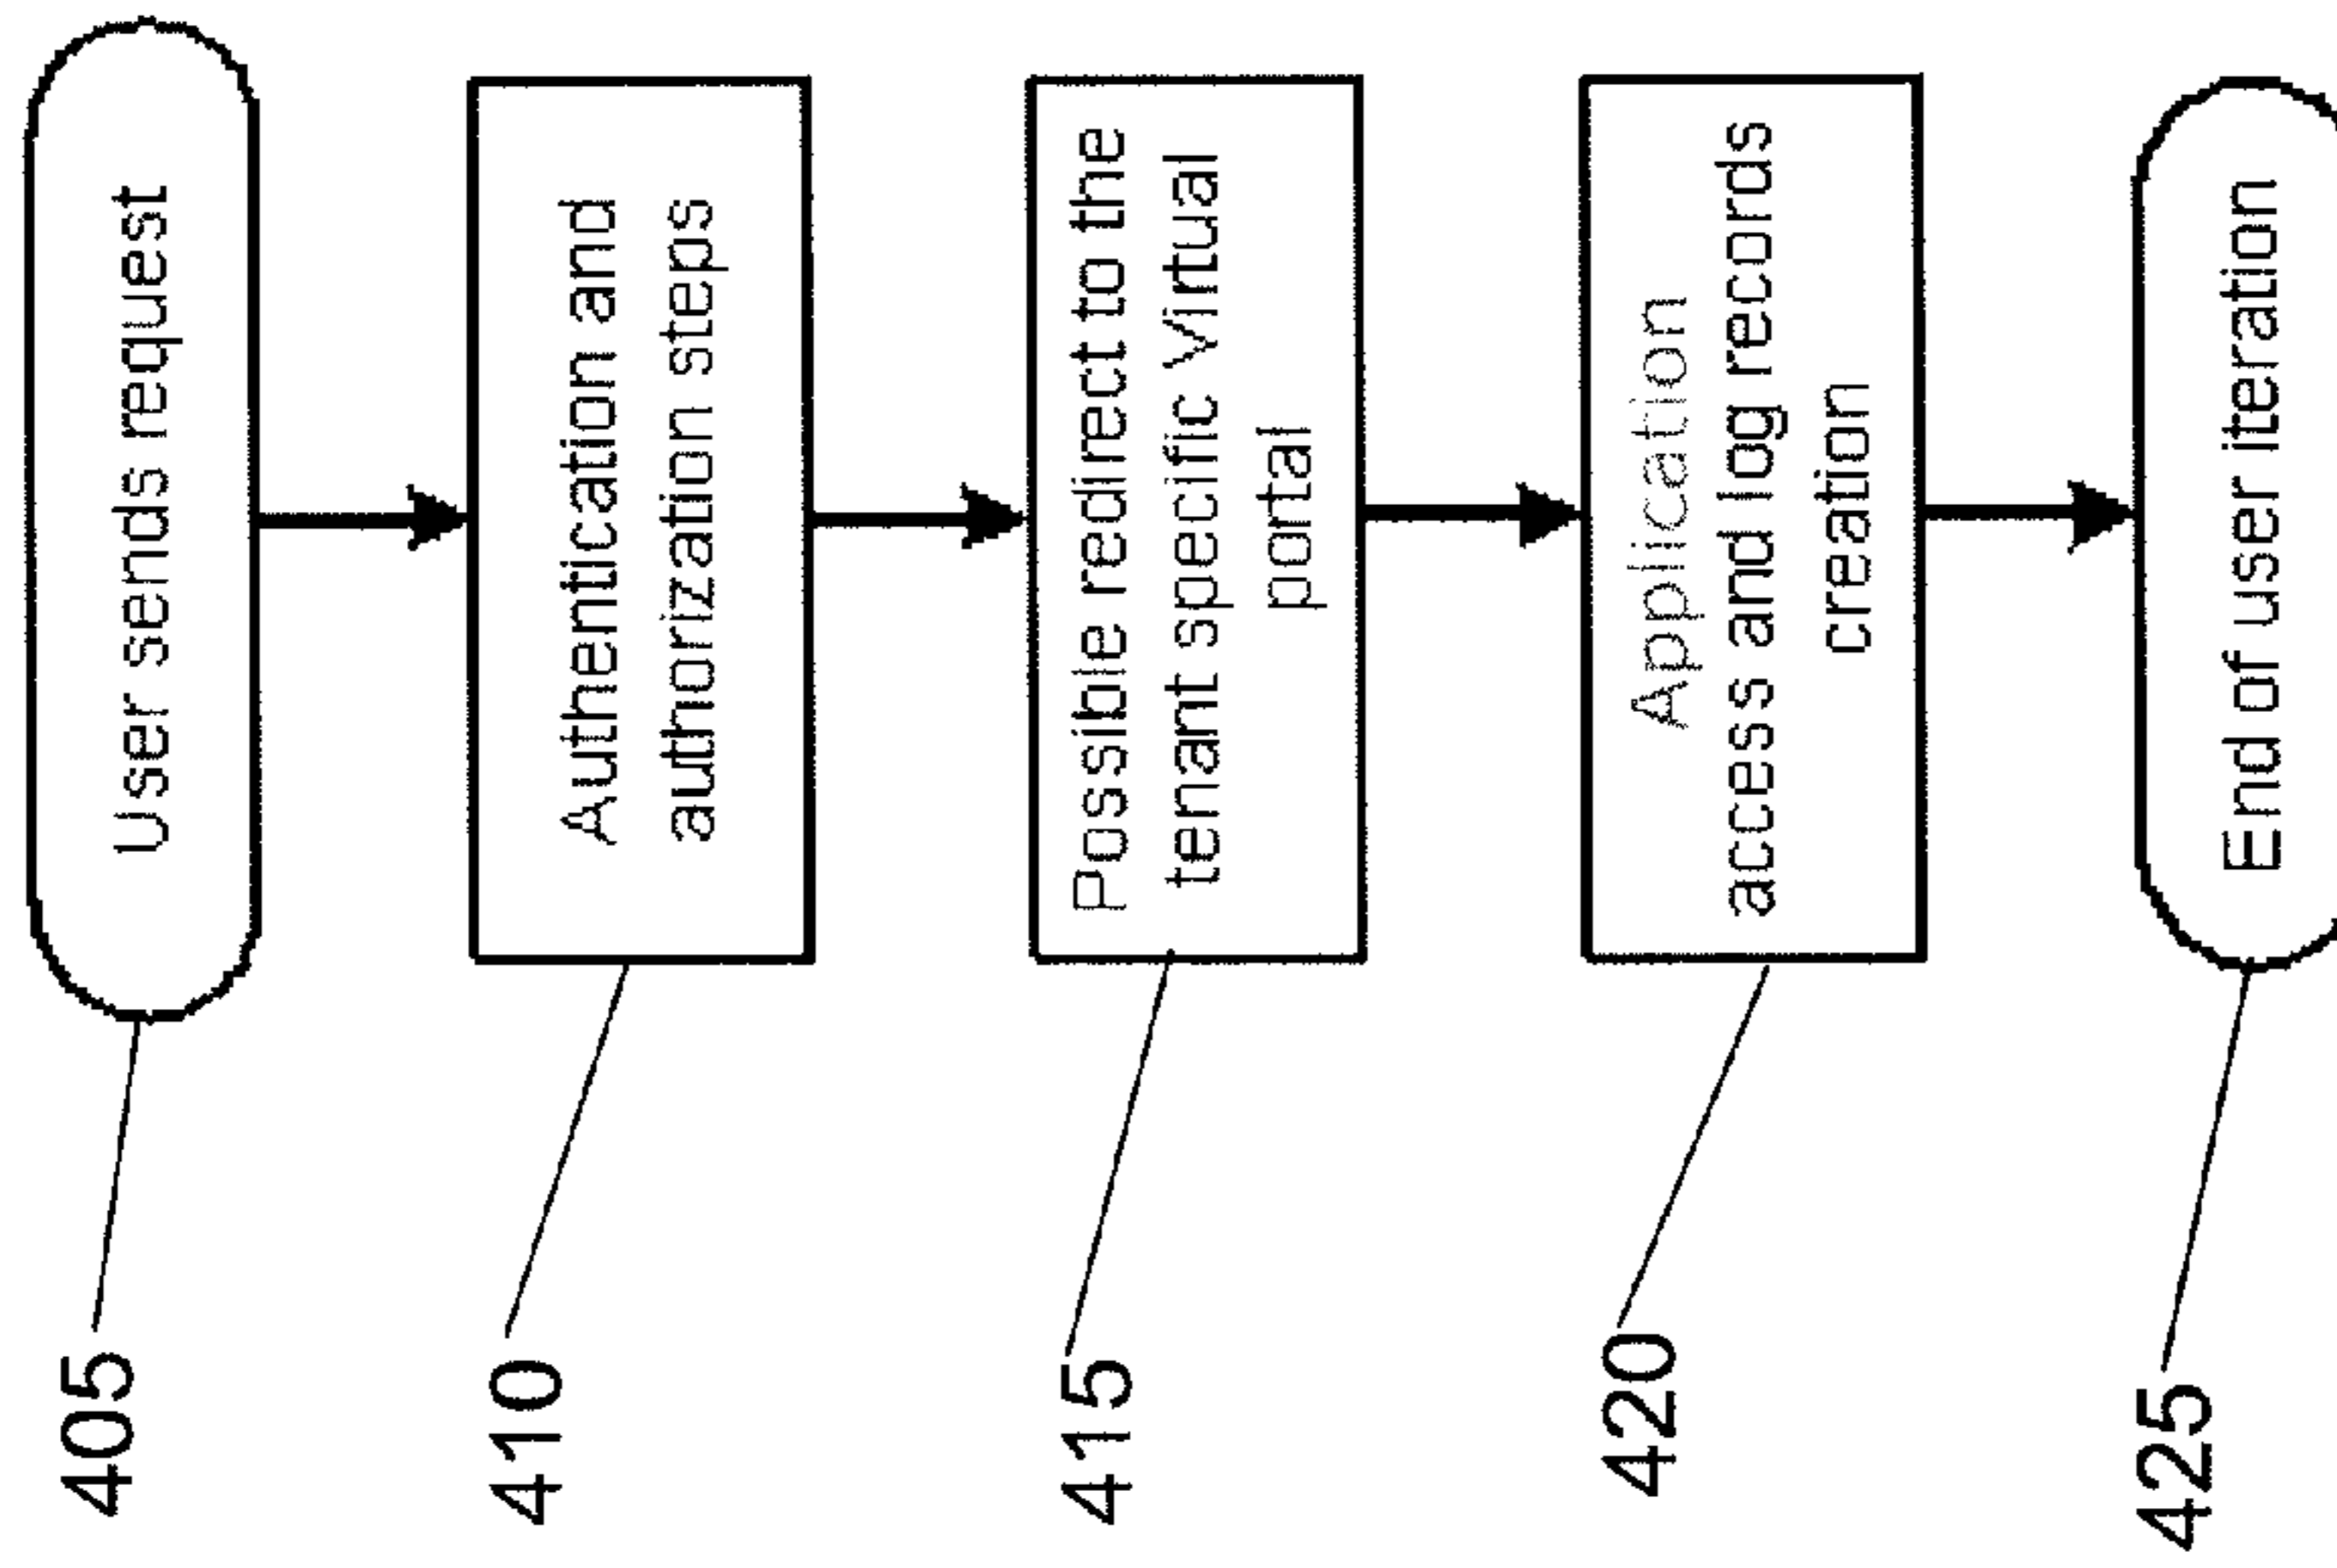 405
User sends request
410
Authentication and
authorization steps
415
Possible redirect to the
tenant specific Virtual
portal
420
Application
access and log records
creation
425
End of user iteration